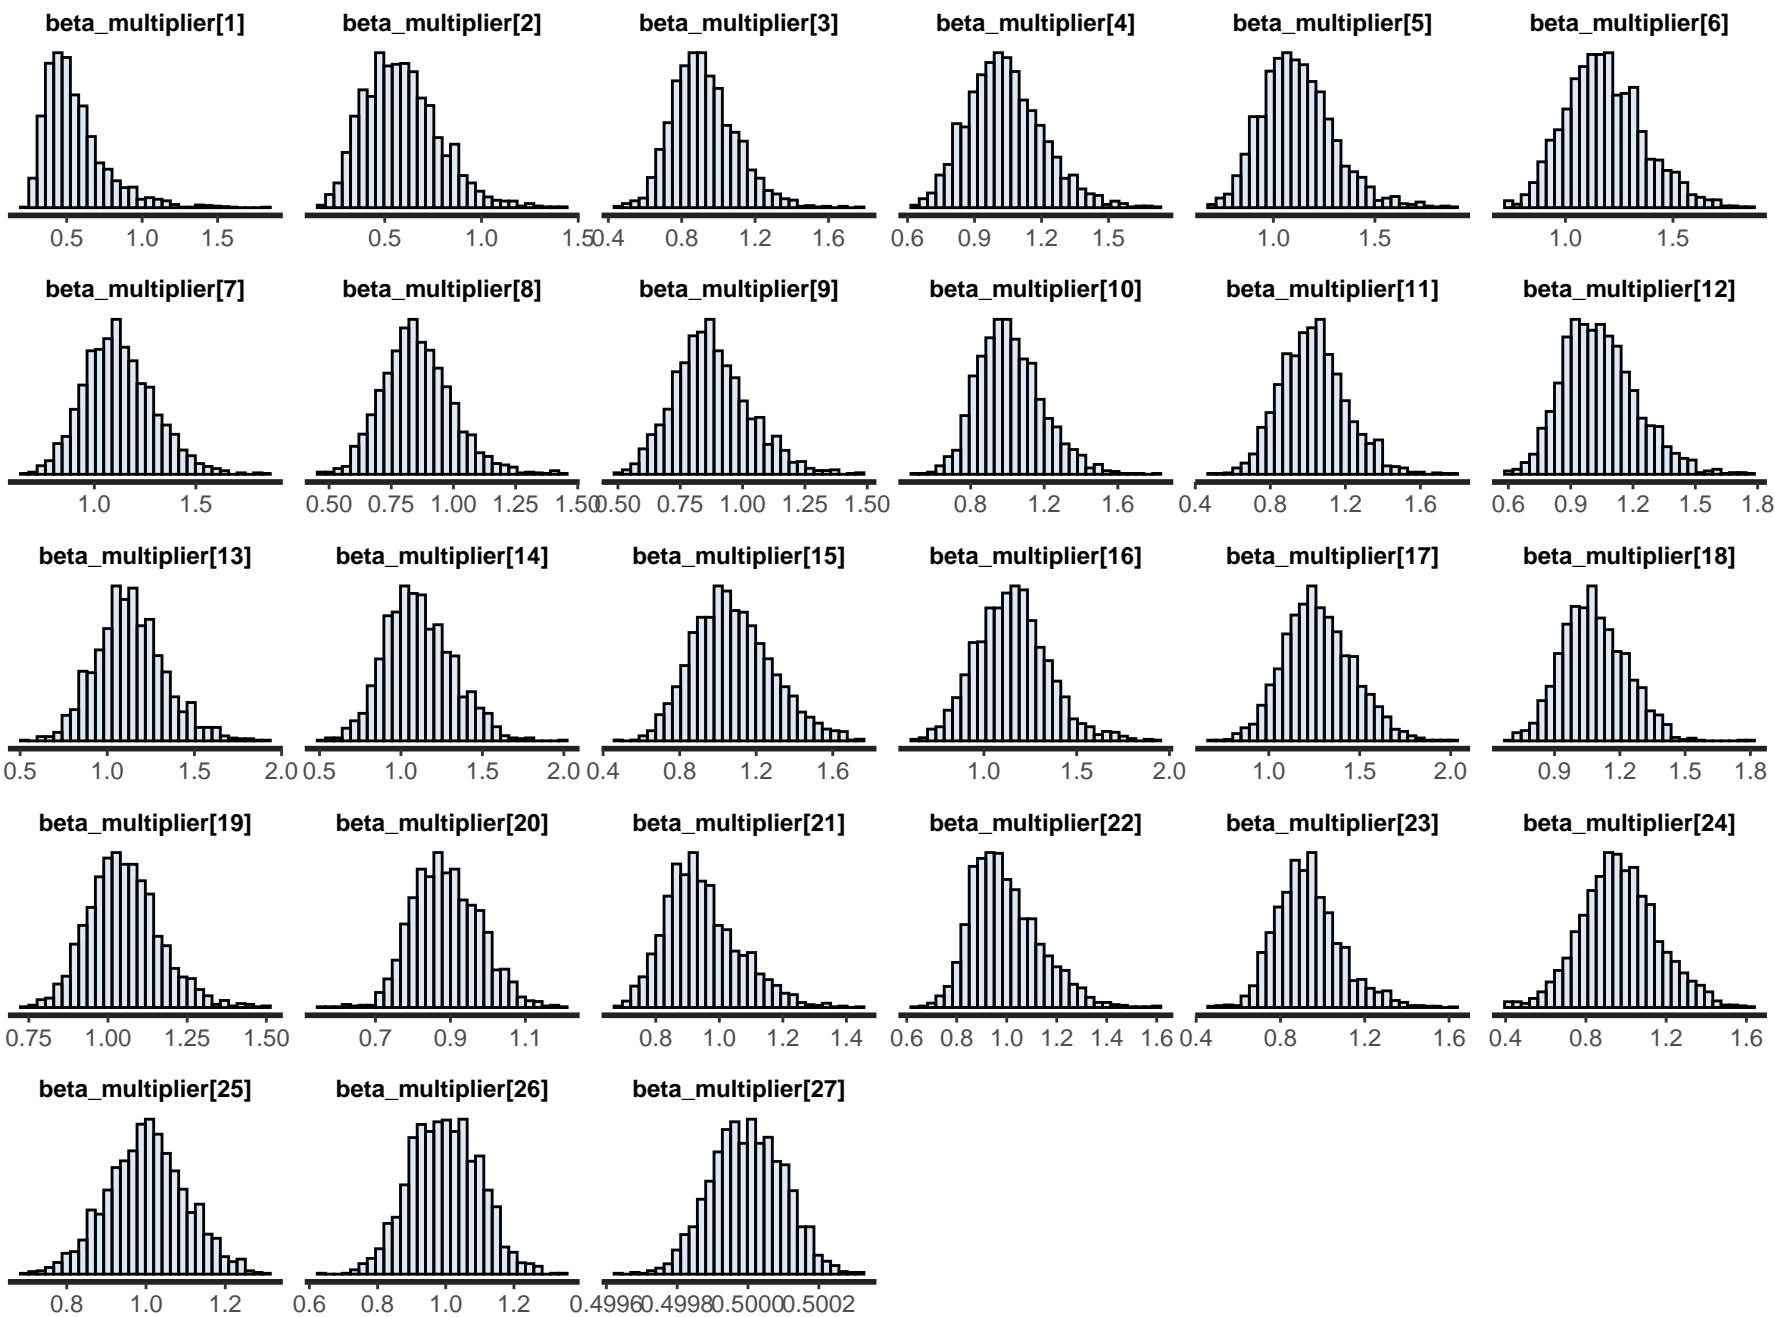 beta_multiplier[1] beta_multiplier[2] beta_multiplier[3] beta_multiplier[4] beta_multiplier[5] beta_multiplier[6]
0.5 1.0 1.5 0.5 1.0 1.5 0.4 0.8 1.2 1.6 0.6 0.9 1.2 1.5 1.0 1.5 1.0 1.5
beta_multiplier[7] beta_multiplier[8] beta_multiplier[9] beta_multiplier[10] beta_multiplier[11] beta_multiplier[12]
1.0 1.5 0.50 0.75 1.00 1.25 1.50 0.50 0.75 1.00 1.25 1.50 0.8 1.2 1.6 0.4 0.8 1.2 1.6 0.6 0.9 1.2 1.5 1.8
beta_multiplier[13] beta_multiplier[14] beta_multiplier[15] beta_multiplier[16] beta_multiplier[17] beta_multiplier[18]
0.5 1.0 1.5 2.0 0.5 1.0 1.5 2.0 0.4 0.8 1.2 1.6 1.0 1.5 2.0 1.0 1.5 2.0 0.9 1.2 1.5 1.8
beta_multiplier[19] beta_multiplier[20] beta_multiplier[21] beta_multiplier[22] beta_multiplier[23] beta_multiplier[24]
0.75 1.00 1.25 1.50 0.7 0.9 1.1 0.8 1.0 1.2 1.4 0.6 0.8 1.0 1.2 1.4 1.6 0.4 0.8 1.2 1.6 0.4 0.8 1.2 1.6
beta_multiplier[25] beta_multiplier[26] beta_multiplier[27]
0.8 1.0 1.2 0.6 0.8 1.0 1.2 0.4996 0.4998 0.5000 0.5002